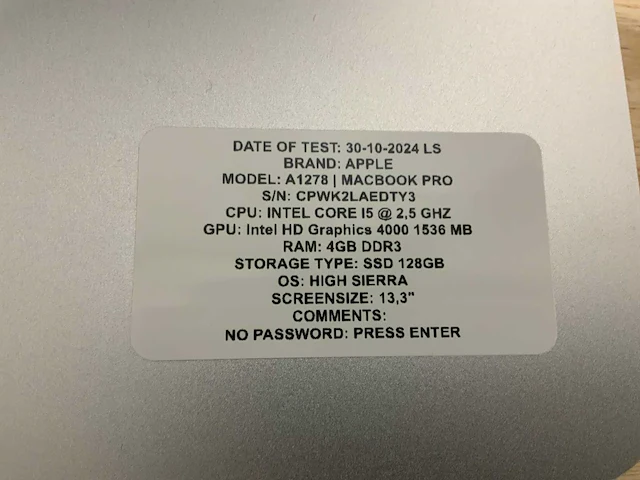 DATE OF TEST: 30-10-2024 LS
BRAND: APPLE
MODEL: A1278 | MACBOOK PRO
S/N: CPWK2LAEDTY3
CPU: INTEL CORE I5 @ 2,5 GHZ
GPU: Intel HD Graphics 4000 1536 MB
RAM: 4GB DDR3
STORAGE TYPE: SSD 128GB
OS: HIGH SIERRA
SCREENSIZE: 13,3"
COMMENTS:
NO PASSWORD: PRESS ENTER